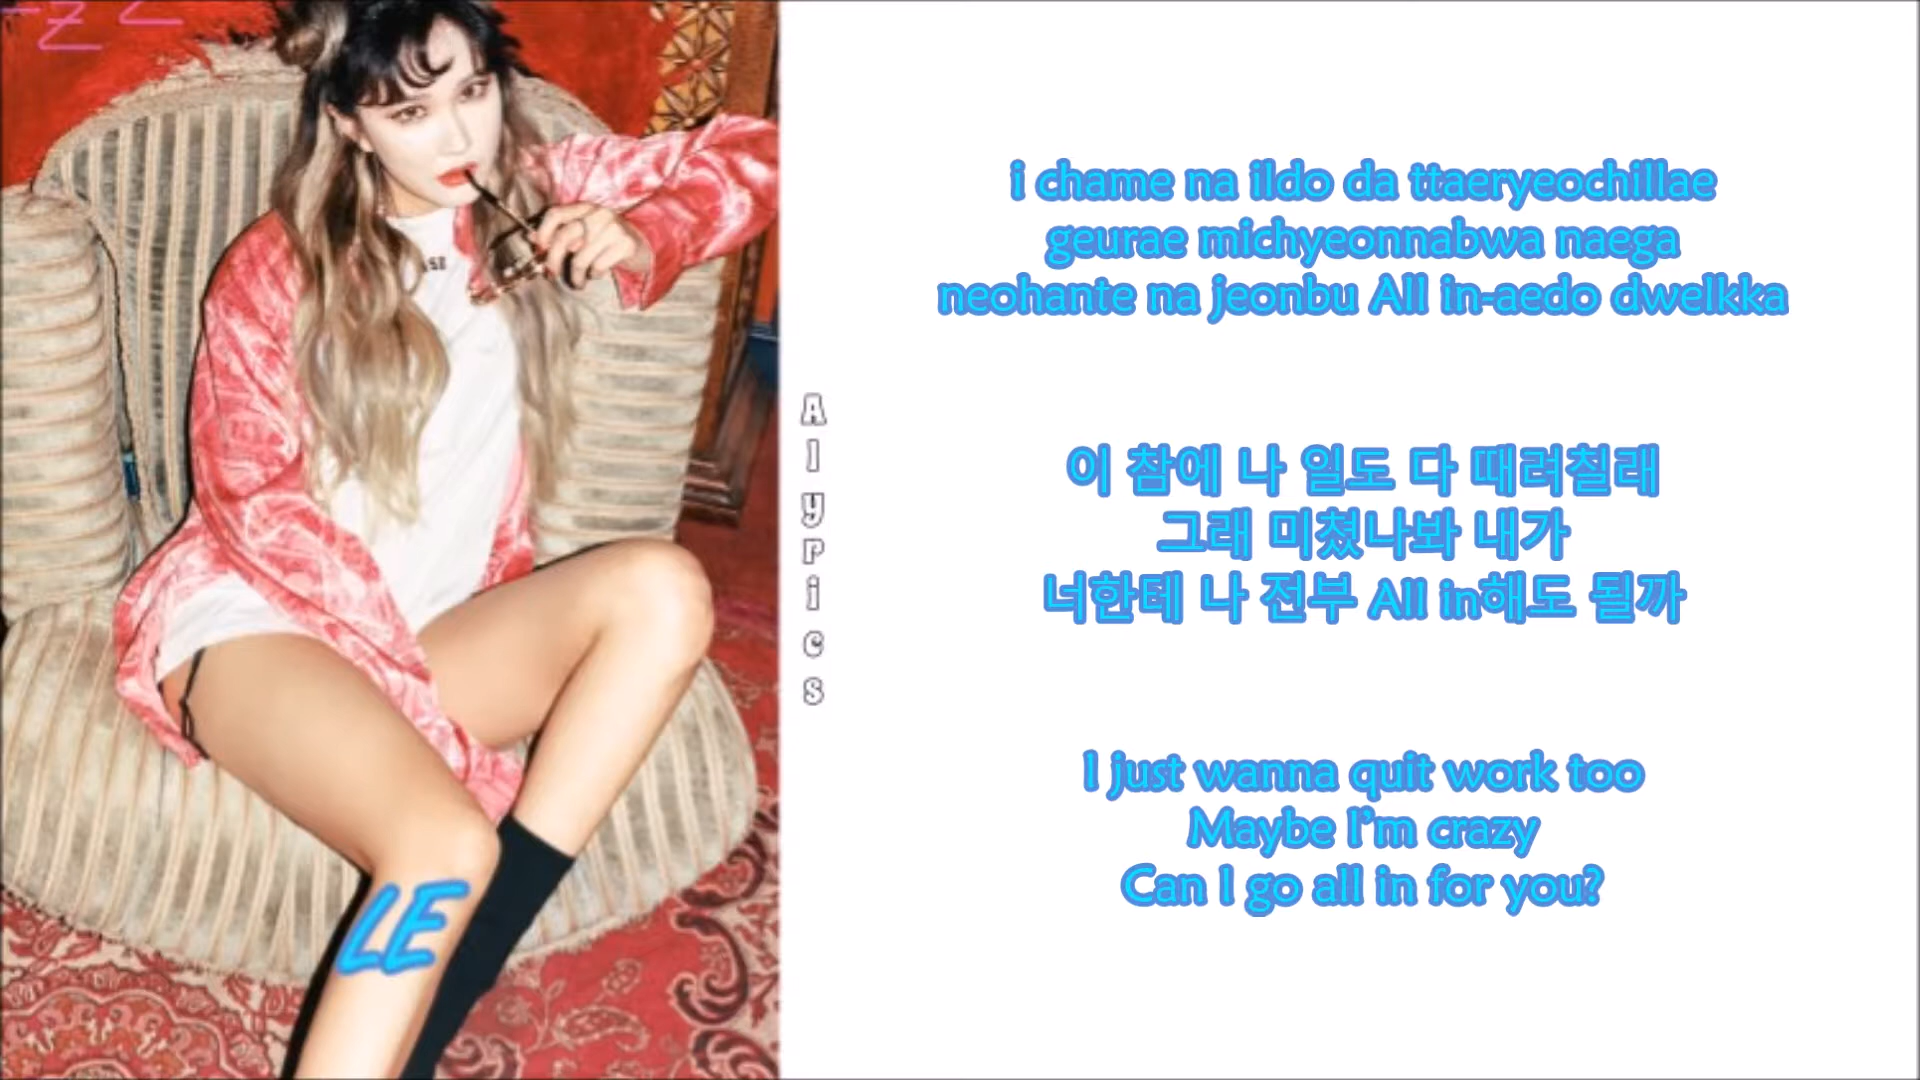 i chame na ildo da ttaeryeochillae
geurae michyeonnabwa naega
neohante na jeonbu All in-aedo dwelkka
이 참에 나 일도 다 때려칠래
그래 미쳤나봐 내가
너한테 나 전부 All in해도 될까
I just wanna quit work too
Maybe I'm crazy
Can I go all in for you?
Alyrics
LE